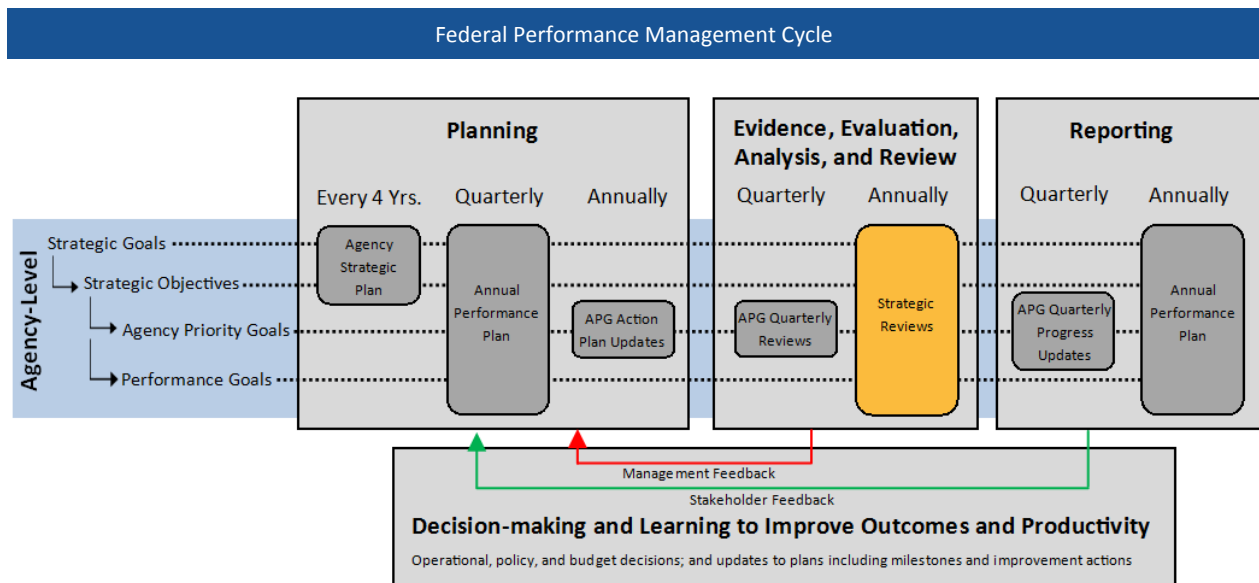 Federal Performance Management Cycle
Planning
Evidence, Evaluation,
Analysis, and Review
Reporting
Every 4 Yrs.
Quarterly
Annually
Quarterly
Annually
Quarterly
Annually
Agency-Level
Strategic Goals
Strategic Objectives
Agency Priority Goals
Performance Goals
Agency
Strategic
Plan
Annual
Performance
Plan
APG Action
Plan Updates
APG Quarterly
Reviews
Strategic
Reviews
APG Quarterly
Progress
Updates
Annual
Performance
Plan
Management Feedback
Stakeholder Feedback
Decision-making and Learning to Improve Outcomes and Productivity
Operational, policy, and budget decisions; and updates to plans including milestones and improvement actions